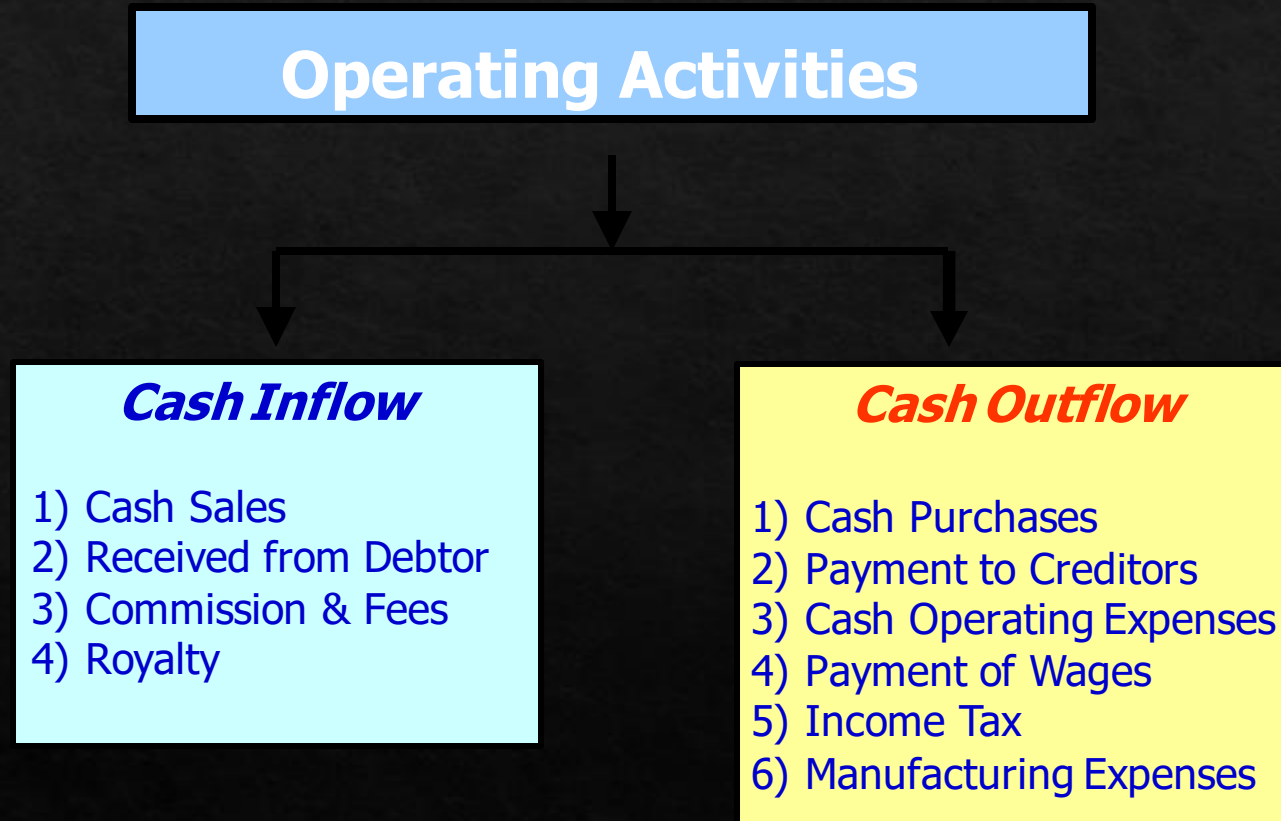 Operating Activities
Cash Inflow
1) Cash Sales
2) Received from Debtor
3) Commission & Fees
4) Royalty
Cash Outflow
1) Cash Purchases
2) Payment to Creditors
3) Cash Operating Expenses
4) Payment of Wages
5) Income Tax
6) Manufacturing Expenses